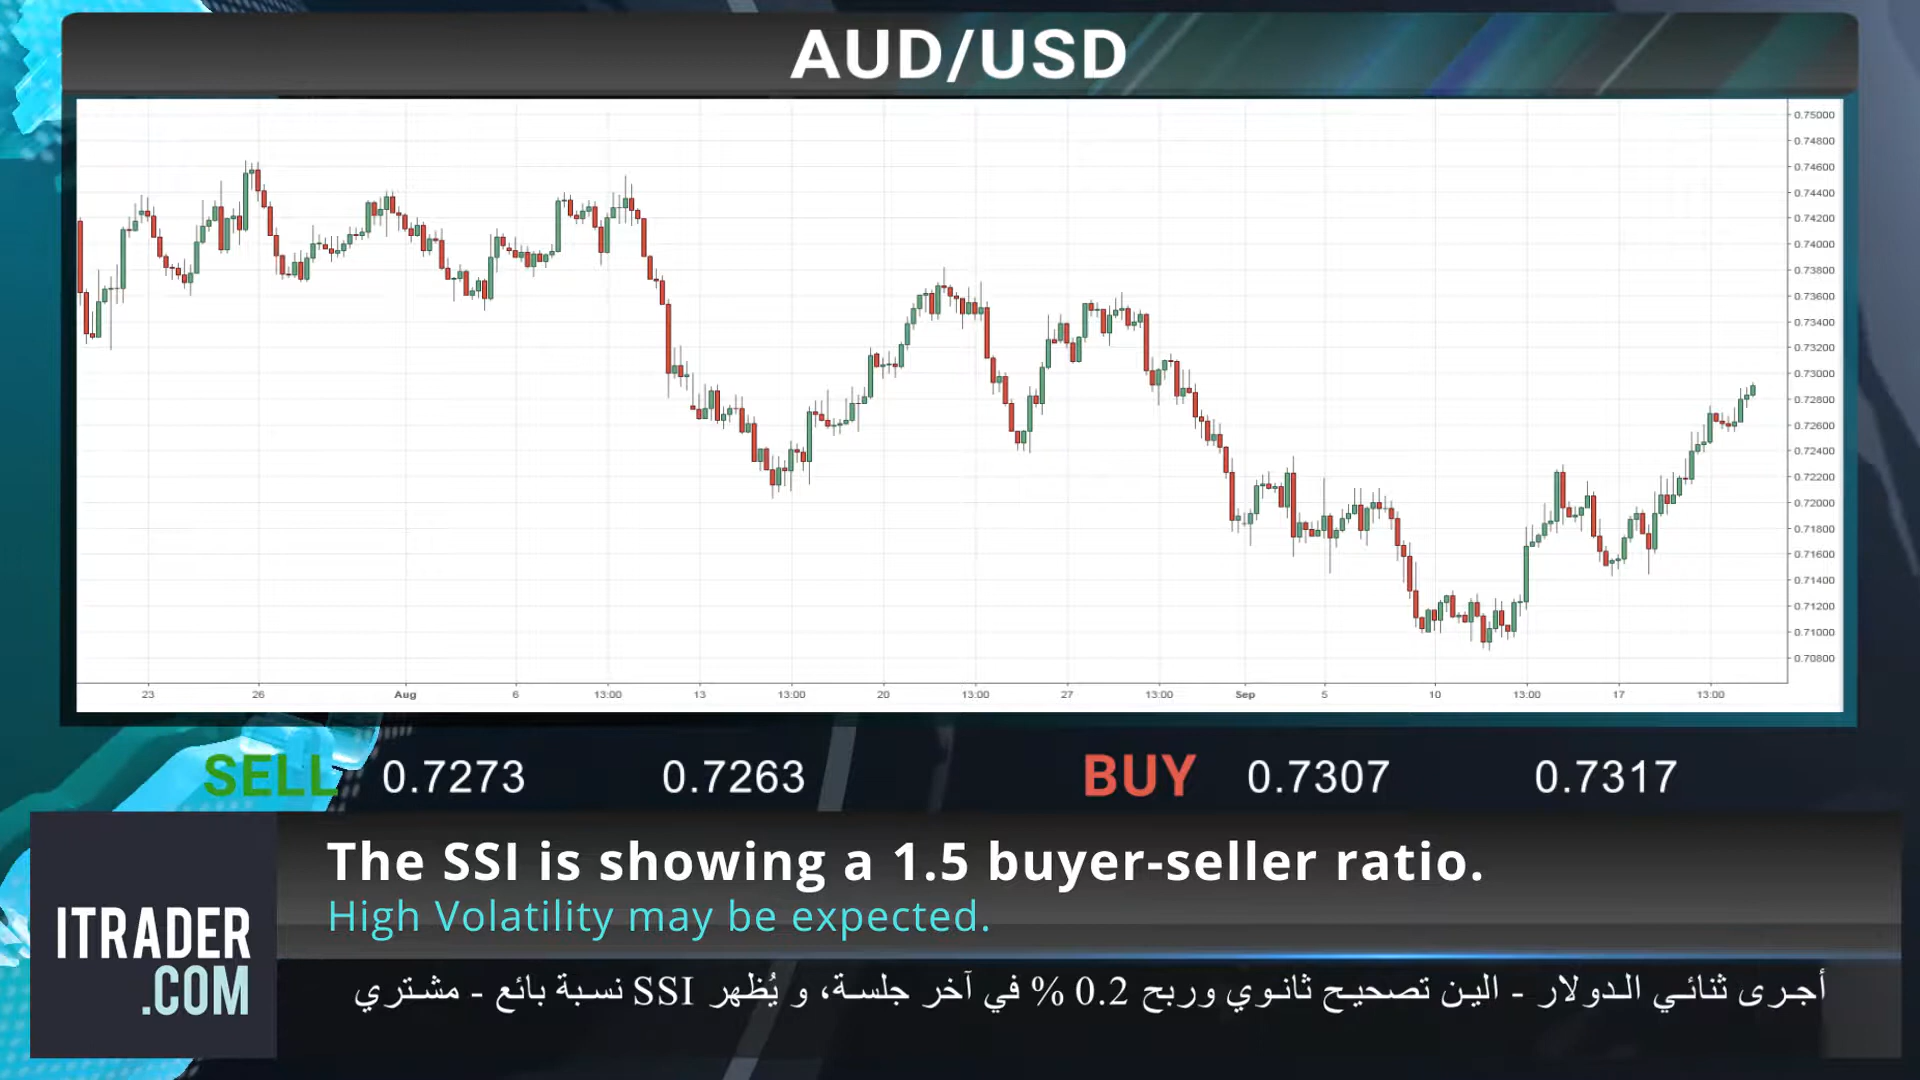 AUD/USD
0.75000
0.74800
0.74600
0.74400
0.74200
0.74000
0.73800
0.73600
0.73400
0.73200
0.73000
0.72800
0.72600
0.72400
0.72200
0.72000
0.71800
0.71600
0.71400
0.71200
0.71000
0.70800
23 26 Aug 6 13:00 13 13:00 20 13:00 27 13:00 Sep 5 10 13:00 17 13:00
SELL 0.7273 0.7263 BUY 0.7307 0.7317
The SSI is showing a 1.5 buyer-seller ratio.
High Volatility may be expected.
ITRADER
.COM
أجرى ثنائي الدولار - الين تصحيح ثانوي وربح 0.2 % في آخر جلسة، و يُظهر SSI نسبة بائع - مشتري